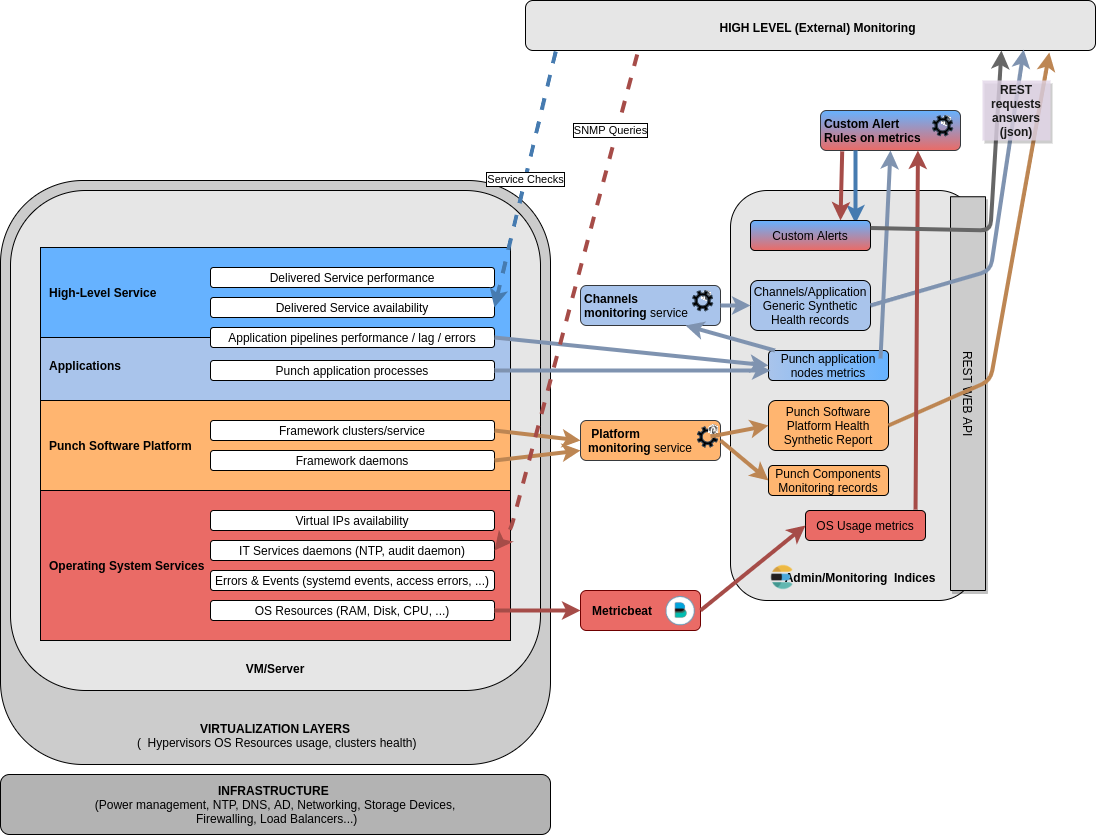 HIGH LEVEL (External) Monitoring
REST
requests
answers
(json)
Custom Alert
Rules on metrics
SNMP Queries
Service Checks
High-Level Service
Delivered Service performance
Delivered Service availability
Application pipelines performance / lag / errors
Applications
Punch application processes
Punch Software Platform
Framework clusters/service
Framework daemons
Operating System Services
Virtual IPs availability
IT Services daemons (NTP, audit daemon)
Errors & Events (systemd events, access errors, ...)
OS Resources (RAM, Disk, CPU, ...)
VM/Server
VIRTUALIZATION LAYERS
( Hypervisors OS Resources usage, clusters health)
INFRASTRUCTURE
(Power management, NTP, DNS, AD, Networking, Storage Devices,
Firewalling, Load Balancers...)
Channels
monitoring service
Platform
monitoring service
Metricbeat
Custom Alerts
Channels/Application
Generic Synthetic
Health records
Punch application
nodes metrics
Punch Software
Platform Health
Synthetic Report
Punch Components
Monitoring records
OS Usage metrics
Admin/Monitoring Indices
REST WEB API